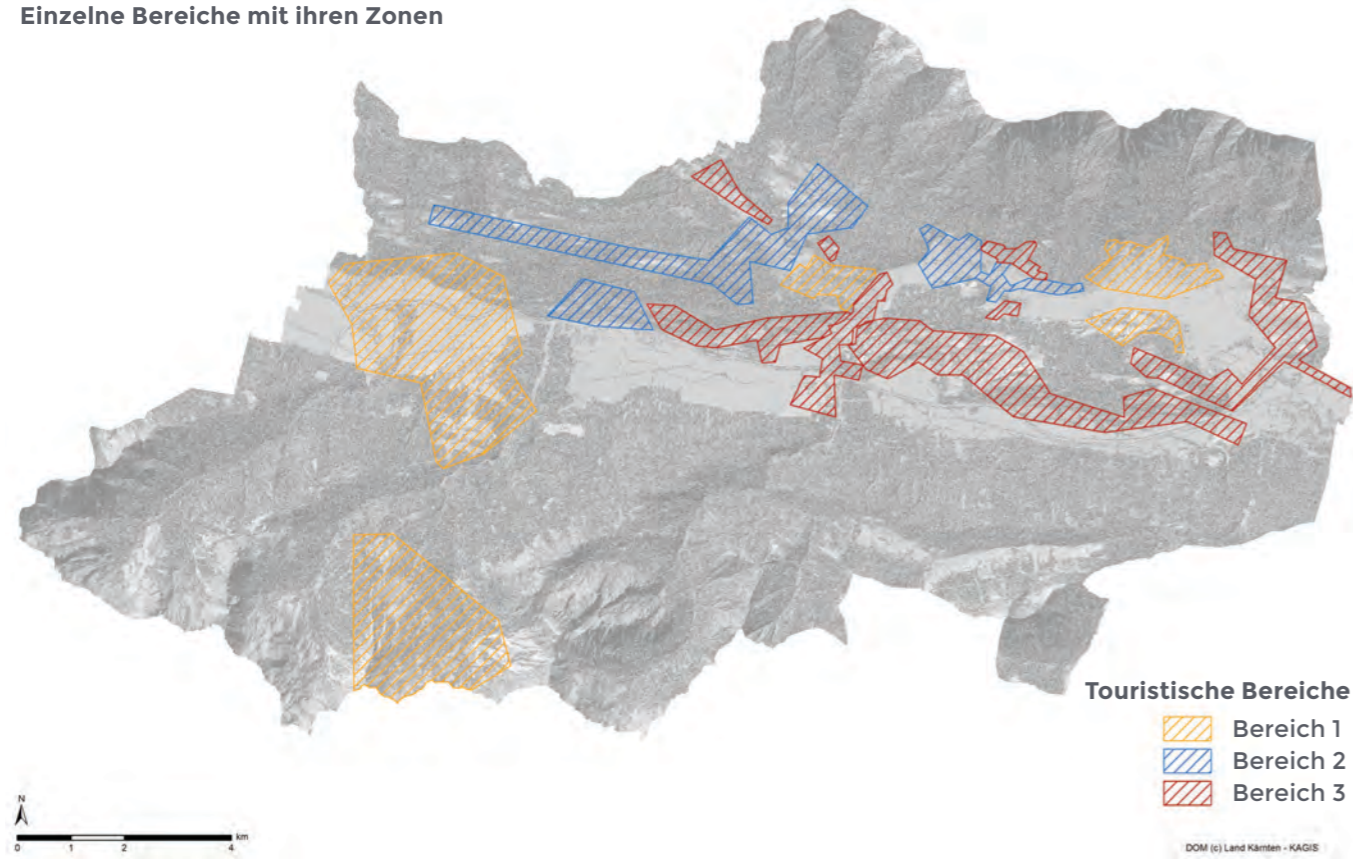 Einzelne Bereiche mit ihren Zonen
Touristische Bereiche
Bereich 1
Bereich 2
Bereich 3
N
km
0 1 2 4
DOM (c) Land Kärnten - KAGIS